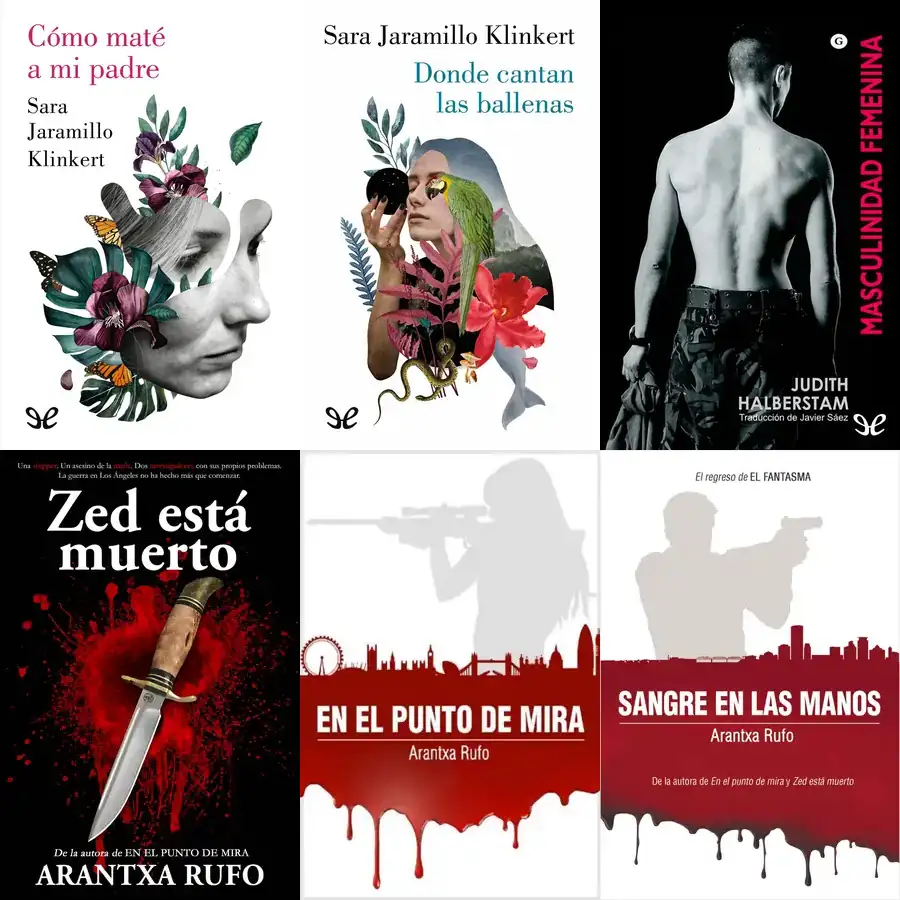 Cómo maté
a mi padre
Sara
Jaramillo
Klinkert
Sara Jaramillo Klinkert
Donde cantan
las ballenas
G
MASCULINIDAD FEMENINA
JUDITH
HALBERSTAM
Traducción de Javier Sáez
Una stripper. Un asesino de la mafia. Dos investigadores con sus propios problemas.
La guerra en Los Ángeles no ha hecho más que comenzar.
Zed está
muerto
De la autora de EN EL PUNTO DE MIRA
ARANTXA RUFO
EN EL PUNTO DE MIRA
Arantxa Rufo
El regreso de EL FANTASMA
SANGRE EN LAS MANOS
Arantxa Rufo
De la autora de En el punto de mira y Zed está muerto